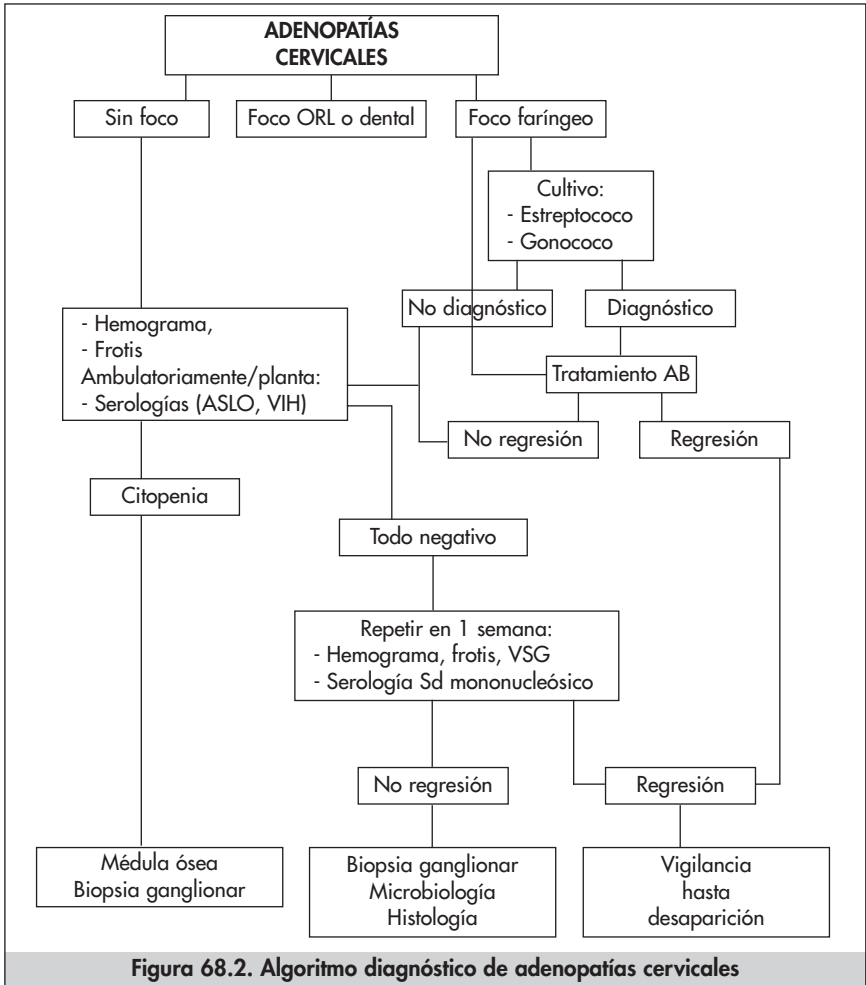 ADENOPATÍAS
CERVICALES
Sin foco
Foco ORL o dental
Foco faríngeo
Cultivo:
- Estreptococo
- Gonococo
No diagnóstico
Diagnóstico
- Hemograma,
- Frotis
Ambulatoriamente/planta:
- Serologías (ASLO, VIH)
Tratamiento AB
No regresión
Regresión
Citopenia
Todo negativo
Repetir en 1 semana:
- Hemograma, frotis, VSG
- Serología Sd mononucleósico
No regresión
Regresión
Médula ósea
Biopsia ganglionar
Biopsia ganglionar
Microbiología
Histología
Vigilancia
hasta
desaparición
Figura 68.2. Algoritmo diagnóstico de adenopatías cervicales